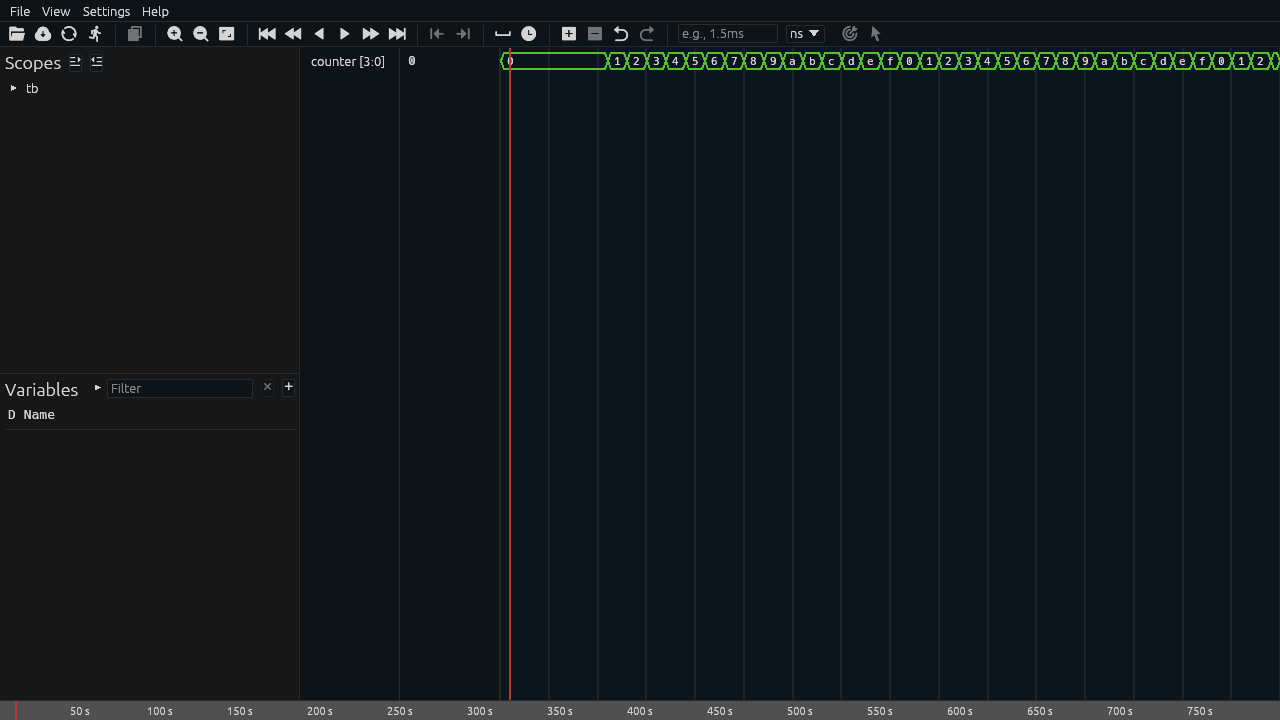 File View Settings Help
e.g., 1.5ms ns
Scopes
counter [3:0] 0 0 1 2 3 4 5 6 7 8 9 a b c d e f 0 1 2 3 4 5 6 7 8 9 a b c d e f 0 1 2
tb
Variables Filter × +
D Name
50 s 100 s 150 s 200 s 250 s 300 s 350 s 400 s 450 s 500 s 550 s 600 s 650 s 700 s 750 s